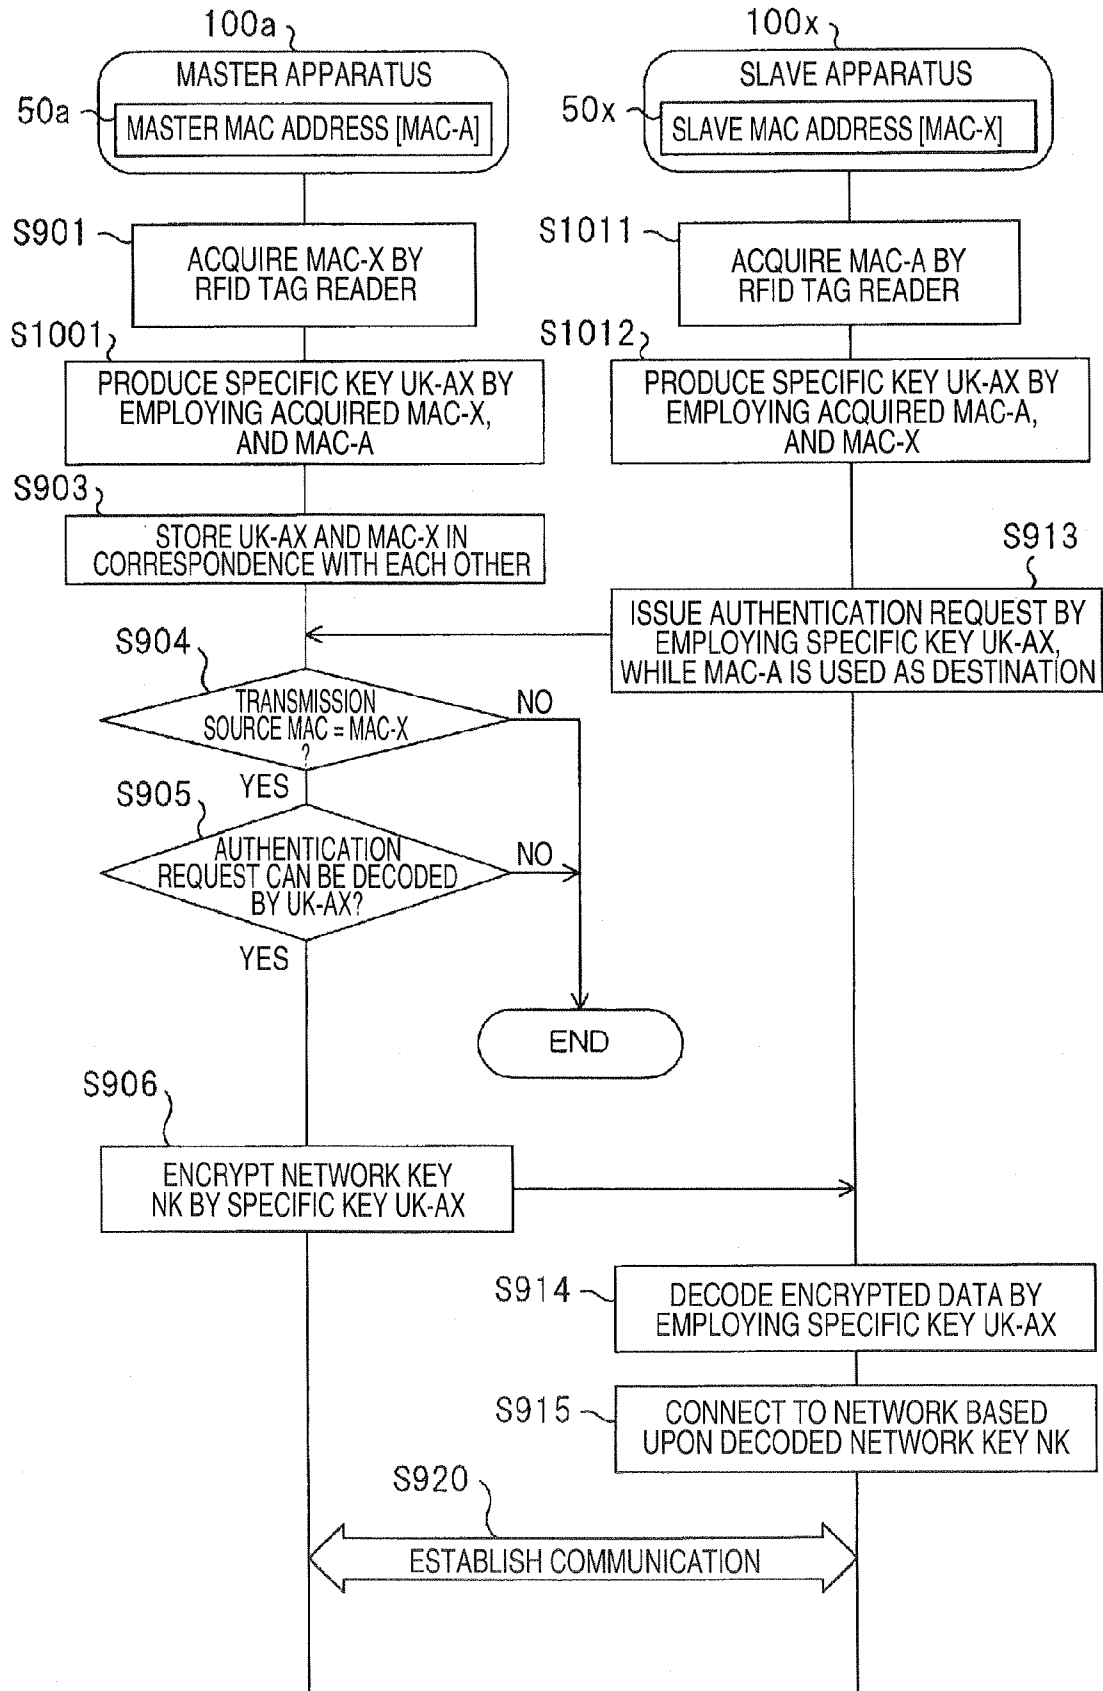 100a
100x
MASTER APPARATUS
SLAVE APPARATUS
50a
MASTER MAC ADDRESS [MAC-A]
50x
SLAVE MAC ADDRESS [MAC-X]
S901
ACQUIRE MAC-X BY
RFID TAG READER
S1011
ACQUIRE MAC-A BY
RFID TAG READER
S1001
PRODUCE SPECIFIC KEY UK-AX BY
EMPLOYING ACQUIRED MAC-X,
AND MAC-A
S1012
PRODUCE SPECIFIC KEY UK-AX BY
EMPLOYING ACQUIRED MAC-A,
AND MAC-X
S903
STORE UK-AX AND MAC-X IN
CORRESPONDENCE WITH EACH OTHER
S913
ISSUE AUTHENTICATION REQUEST BY
EMPLOYING SPECIFIC KEY UK-AX,
WHILE MAC-A IS USED AS DESTINATION
S904
TRANSMISSION
SOURCE MAC = MAC-X
?
NO
YES
S905
AUTHENTICATION
REQUEST CAN BE DECODED
BY UK-AX?
NO
YES
END
S906
ENCRYPT NETWORK KEY
NK BY SPECIFIC KEY UK-AX
S914
DECODE ENCRYPTED DATA BY
EMPLOYING SPECIFIC KEY UK-AX
S915
CONNECT TO NETWORK BASED
UPON DECODED NETWORK KEY NK
S920
ESTABLISH COMMUNICATION